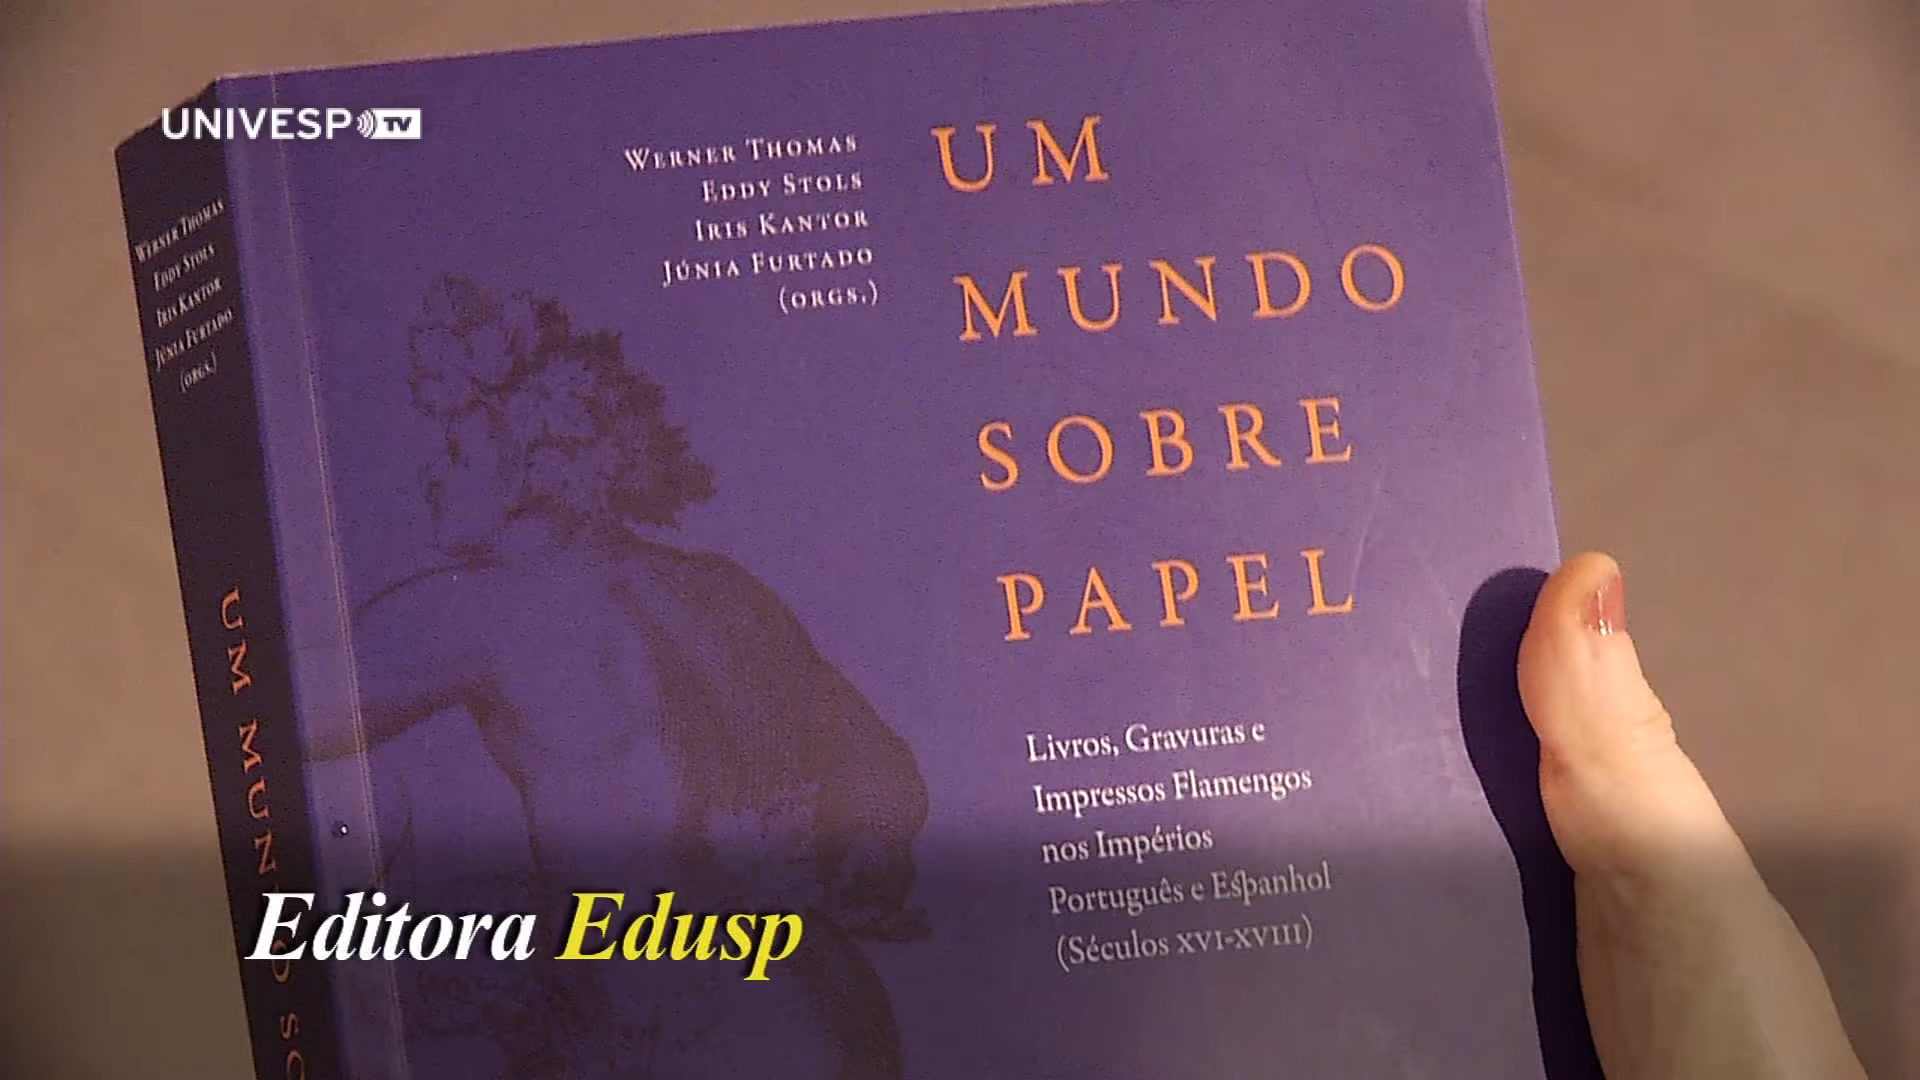 UNIVESP TV
WERNER THOMAS
EDDY STOLS
IRIS KANTOR
JÚNIA FURTADO
(ORGS.)
UM
MUNDO
SOBRE
PAPEL
Livros, Gravuras e
Impressos Flamengos
nos Impérios
Português e Espanhol
(Séculos XVI-XVIII)
WERNER THOMAS
EDDY STOLS
IRIS KANTOR
JÚNIA FURTADO
(ORGS.)
UM MUNDO SO
Editora Edusp